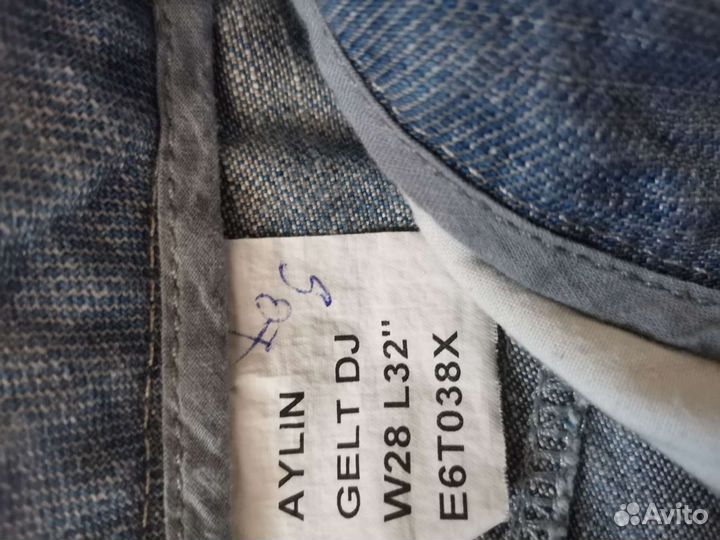 AYLIN
GELT DJ
W28 L32"
E6T038X
Avito